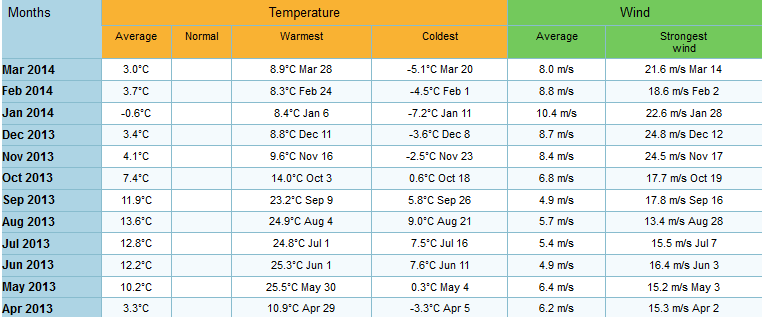 Months Temperature Wind
Average Normal Warmest Coldest Average Strongest
wind
Mar 2014 3.0°C 8.9°C Mar 28 -5.1°C Mar 20 8.0 m/s 21.6 m/s Mar 14
Feb 2014 3.7°C 8.3°C Feb 24 -4.5°C Feb 1 8.8 m/s 18.6 m/s Feb 2
Jan 2014 -0.6°C 8.4°C Jan 6 -7.2°C Jan 11 10.4 m/s 22.6 m/s Jan 28
Dec 2013 3.4°C 8.8°C Dec 11 -3.6°C Dec 8 8.7 m/s 24.8 m/s Dec 12
Nov 2013 4.1°C 9.6°C Nov 16 -2.5°C Nov 23 8.4 m/s 24.5 m/s Nov 17
Oct 2013 7.4°C 14.0°C Oct 3 0.6°C Oct 18 6.8 m/s 17.7 m/s Oct 19
Sep 2013 11.9°C 23.2°C Sep 9 5.8°C Sep 26 4.9 m/s 17.8 m/s Sep 16
Aug 2013 13.6°C 24.9°C Aug 4 9.0°C Aug 21 5.7 m/s 13.4 m/s Aug 28
Jul 2013 12.8°C 24.8°C Jul 1 7.5°C Jul 16 5.4 m/s 15.5 m/s Jul 7
Jun 2013 12.2°C 25.3°C Jun 1 7.6°C Jun 11 4.9 m/s 16.4 m/s Jun 3
May 2013 10.2°C 25.5°C May 30 0.3°C May 4 6.4 m/s 15.2 m/s May 3
Apr 2013 3.3°C 10.9°C Apr 29 -3.3°C Apr 5 6.2 m/s 15.3 m/s Apr 2